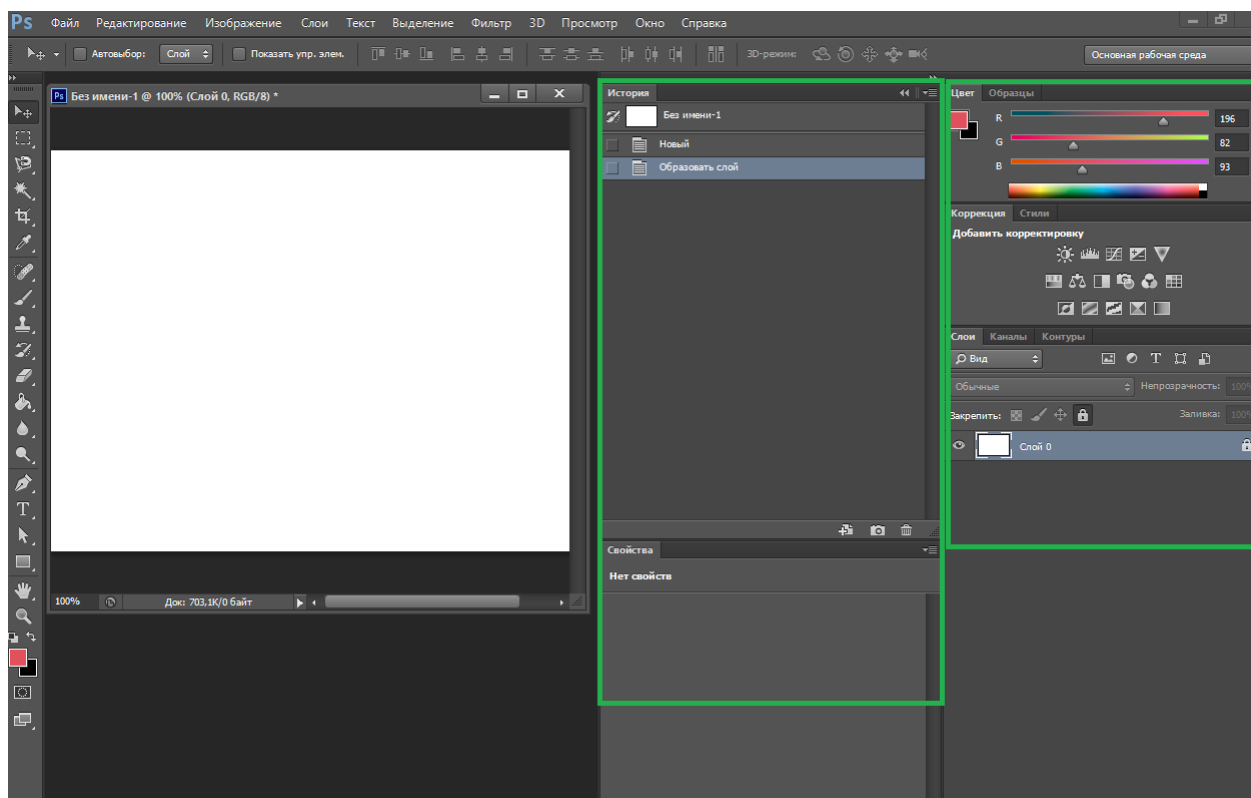 Ps Файл Редактирование Изображение Слои Текст Выделение Фильтр 3D Просмотр Окно Справка
Автовыбор: Слой Показать упр. элем. 3D-режим: Основная рабочая среда
Ps Без имени-1 @ 100% (Слой 0, RGB/8) *
История
Без имени-1
Новый
Образовать слой
Свойства
Нет свойств
100% Док: 703,1K/0 байт
Цвет Образцы
R 196
G 82
B 93
Коррекция Стили
Добавить корректировку
Слои Каналы Контуры
Вид
Обычные Непрозрачность: 100%
Закрепить: Заливка: 100%
Слой 0